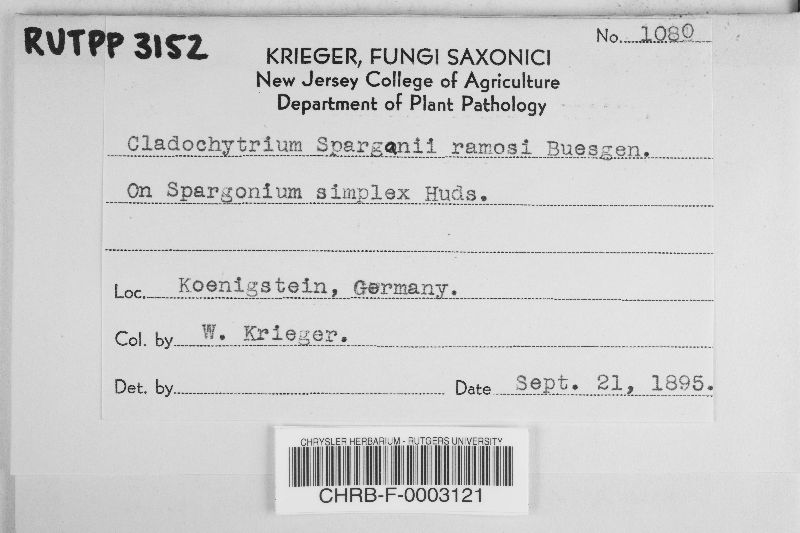 RUTPP 3152
No. 1080
KRIEGER, FUNGI SAXONICI
New Jersey College of Agriculture
Department of Plant Pathology
Cladochytrium Sparganii ramosi Buesgen.
On Spargonium simplex Huds.
Loc. Koenigstein, Germany.
Col. by W. Krieger.
Det. by
Date Sept. 21, 1895.
CHRYSLER HERBARIUM - RUTGERS UNIVERSITY
CHRB-F-0003121